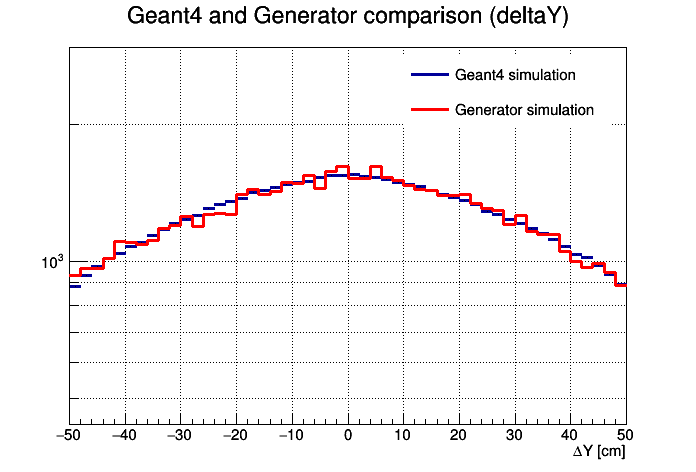 Geant4 and Generator comparison (deltaY)
Geant4 simulation
Generator simulation
10³
−50 −40 −30 −20 −10 0 10 20 30 40 50
ΔY [cm]